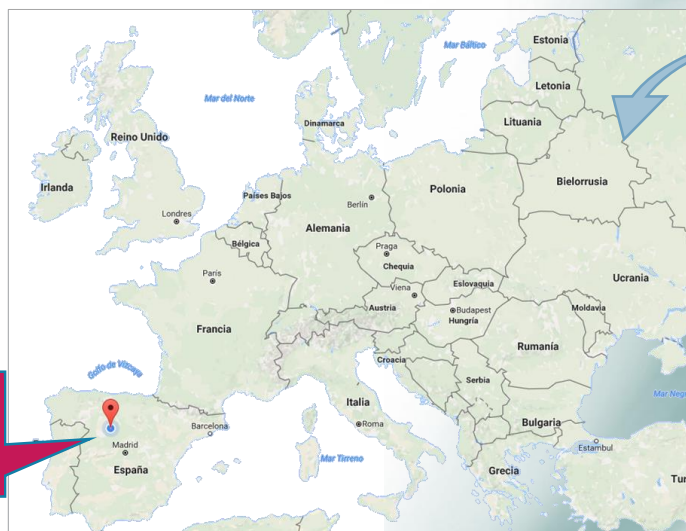 Mar Báltico
Estonia
Letonia
Mar del Norte
Dinamarca
Lituania
Reino Unido
Bielorrusia
Irlanda
Países Bajos
Berlín
Polonia
Londres
Alemania
Bélgica
Praga
Chequia
París
Eslovaquia
Ucrania
Viena
Austria
Budapest
Hungría
Moldavia
Francia
Rumanía
Croacia
Golfo de Vizcaya
Serbia
Italia
Mar Negro
Barcelona
Roma
Bulgaria
Madrid
Estambul
Mar Tirreno
España
Grecia
Tur